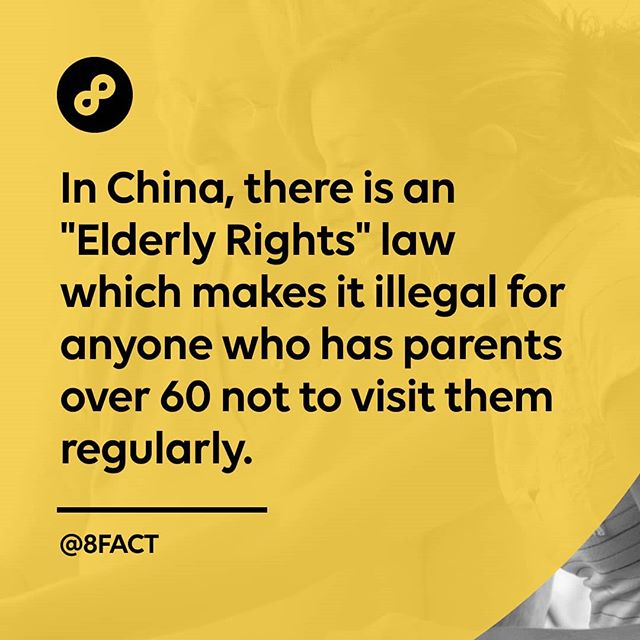 In China, there is an
"Elderly Rights" law
which makes it illegal for
anyone who has parents
over 60 not to visit them
regularly.
@8FACT